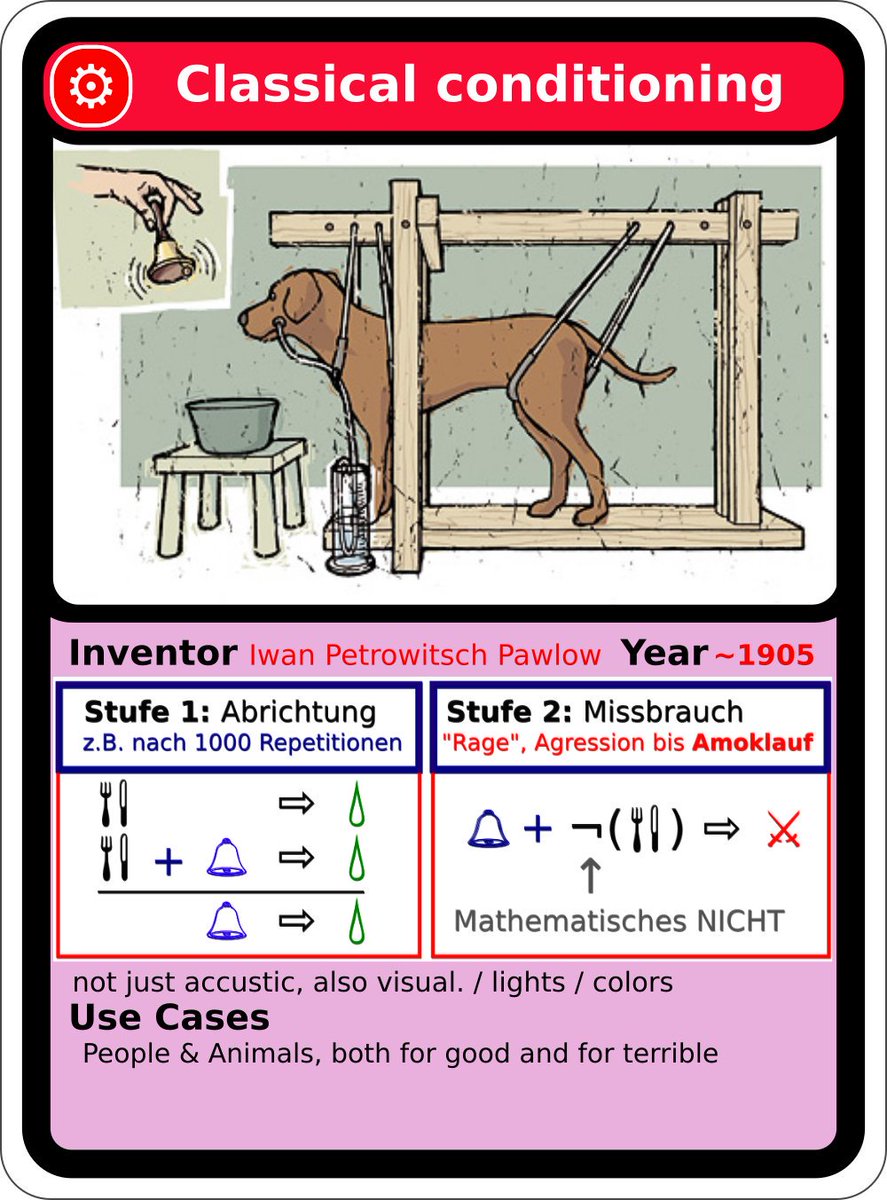 Classical conditioning
Inventor Iwan Petrowitsch Pawlow Year ~1905
Stufe 1: Abrichtung
z.B. nach 1000 Repetitionen
Stufe 2: Missbrauch
"Rage", Agression bis Amoklauf
+
+ ¬( ) ⇨
⇨
⇨
⇨
↑
Mathematisches NICHT
not just accustic, also visual. / lights / colors
Use Cases
People & Animals, both for good and for terrible